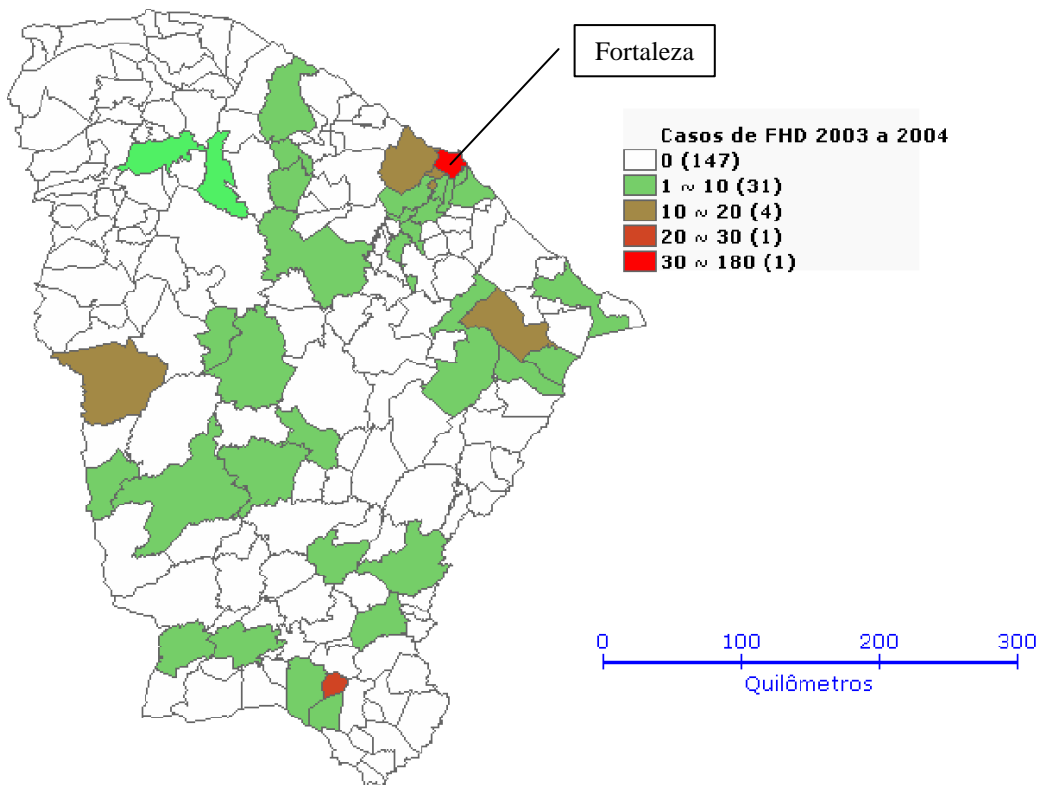 Fortaleza
Casos de FHD 2003 a 2004
0 (147)
1 ~ 10 (31)
10 ~ 20 (4)
20 ~ 30 (1)
30 ~ 180 (1)
0 100 200 300
Quilômetros